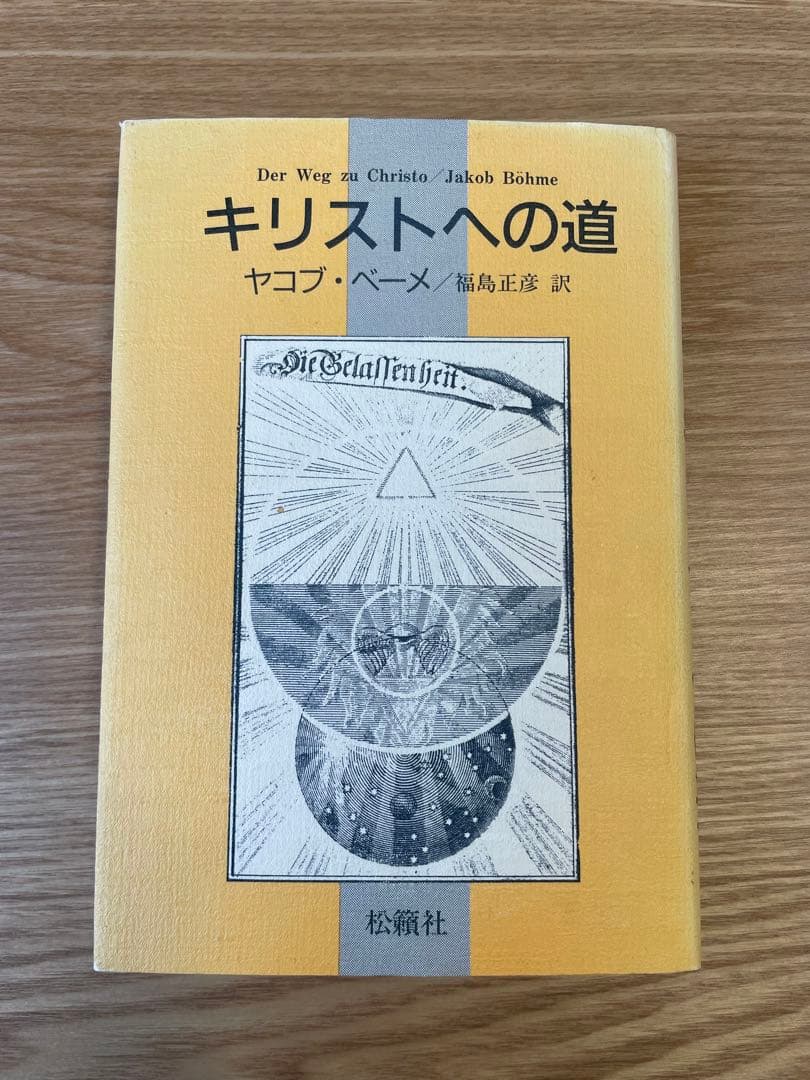 Der Weg zu Christo／Jakob Böhme
キリストへの道
ヤコブ・ベーメ／福島正彦 訳
Die Gelassenheit.
松籟社